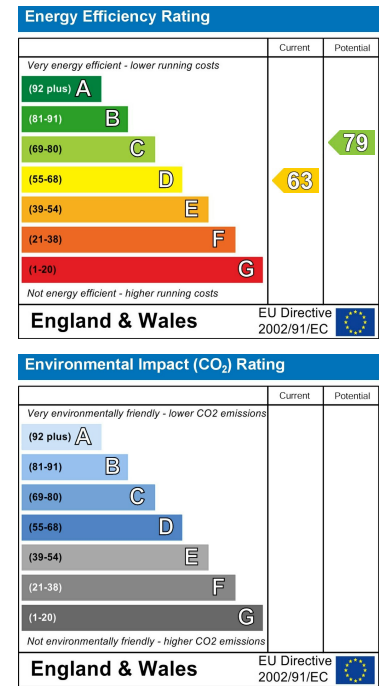 Energy Efficiency Rating
Current Potential
Very energy efficient - lower running costs
(92 plus) A
(81-91) B
(69-80) C
79
(55-68) D
63
(39-54) E
(21-38) F
(1-20) G
Not energy efficient - higher running costs
England & Wales
EU Directive
2002/91/EC
Environmental Impact (CO₂) Rating
Current Potential
Very environmentally friendly - lower CO2 emissions
(92 plus) A
(81-91) B
(69-80) C
(55-68) D
(39-54) E
(21-38) F
(1-20) G
Not environmentally friendly - higher CO2 emissions
England & Wales
EU Directive
2002/91/EC